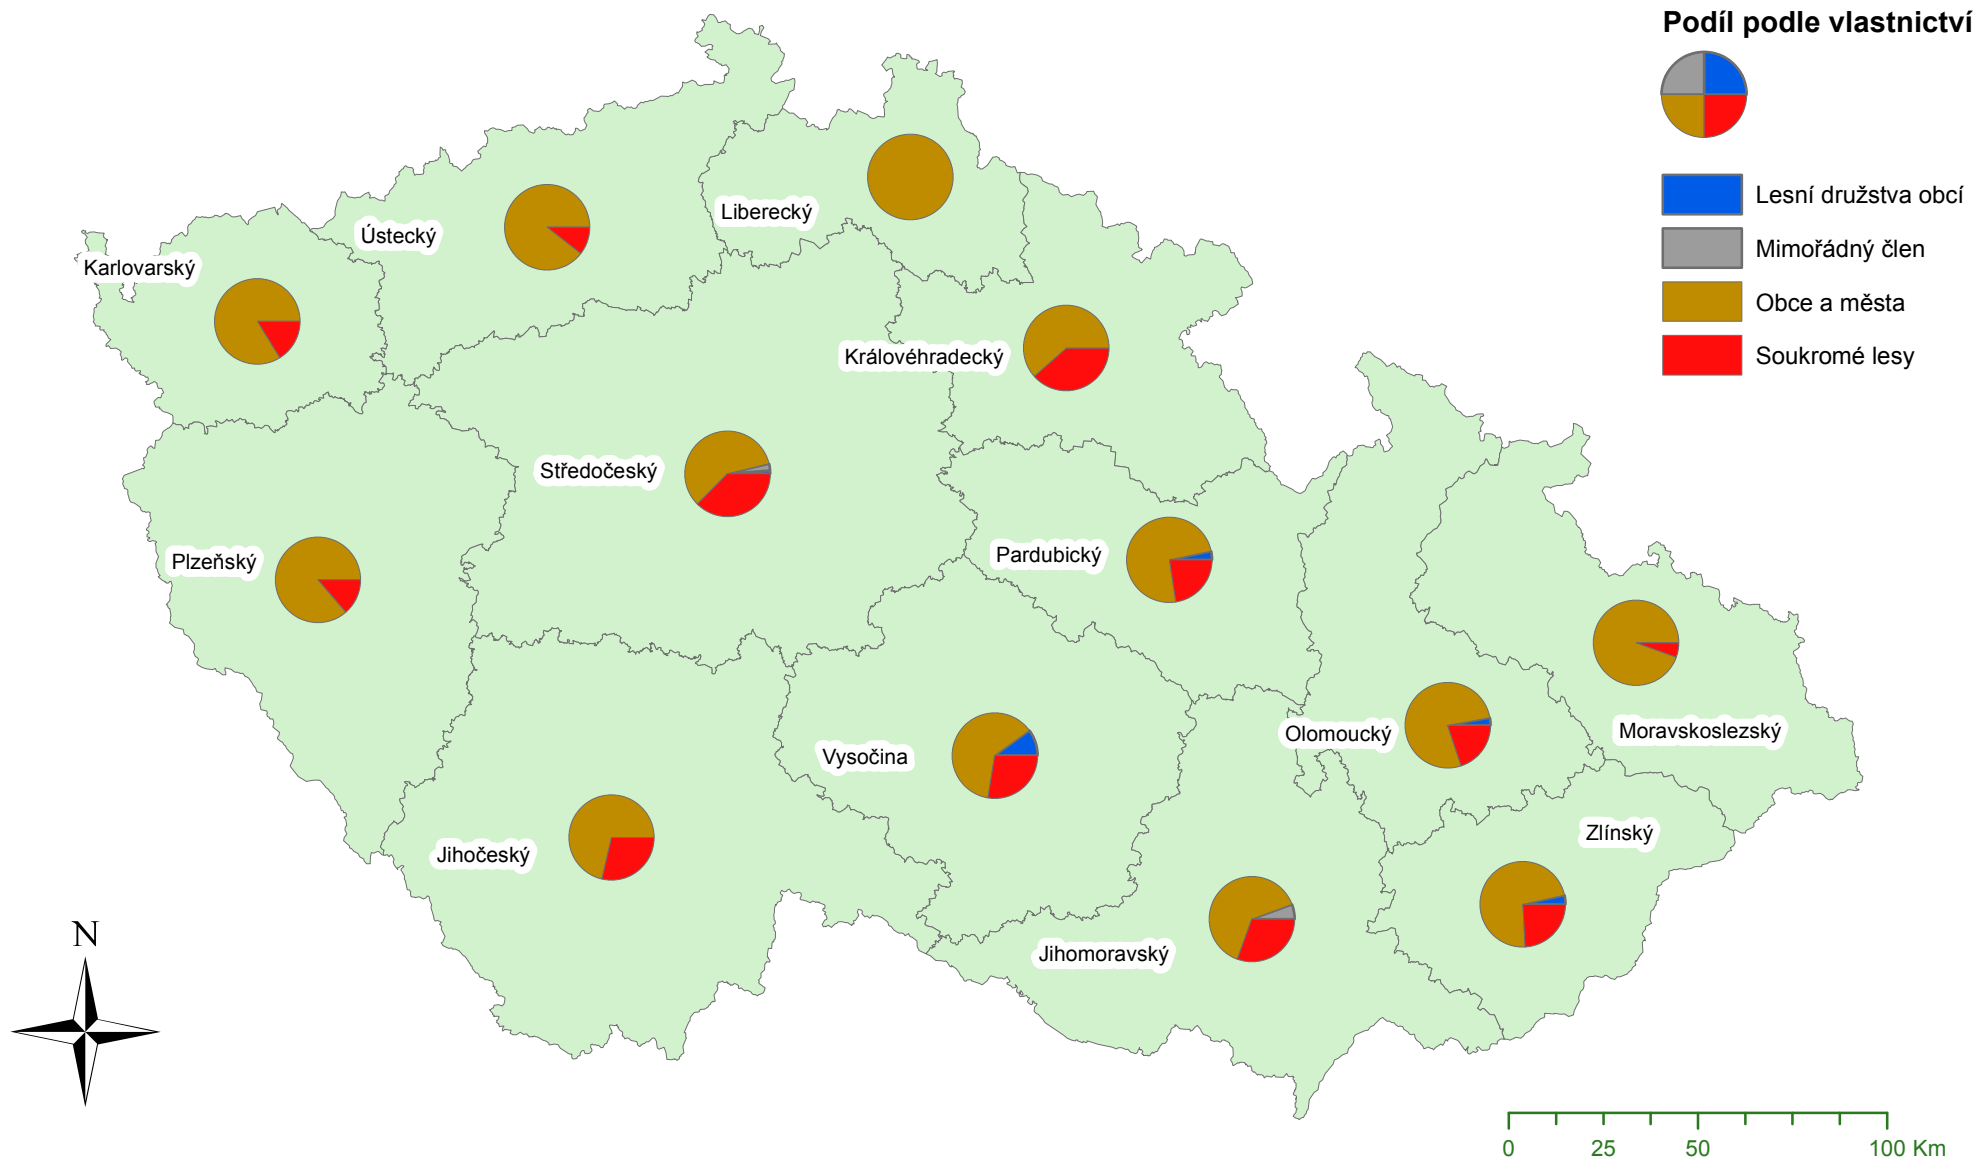 Podíl podle vlastnictví
Lesní družstva obcí
Mimořádný člen
Obce a města
Soukromé lesy
Liberecký
Ústecký
Karlovarský
Královéhradecký
Středočeský
Pardubický
Plzeňský
Moravskoslezský
Olomoucký
Vysočina
Zlínský
Jihočeský
Jihomoravský
N
0 25 50 100 Km